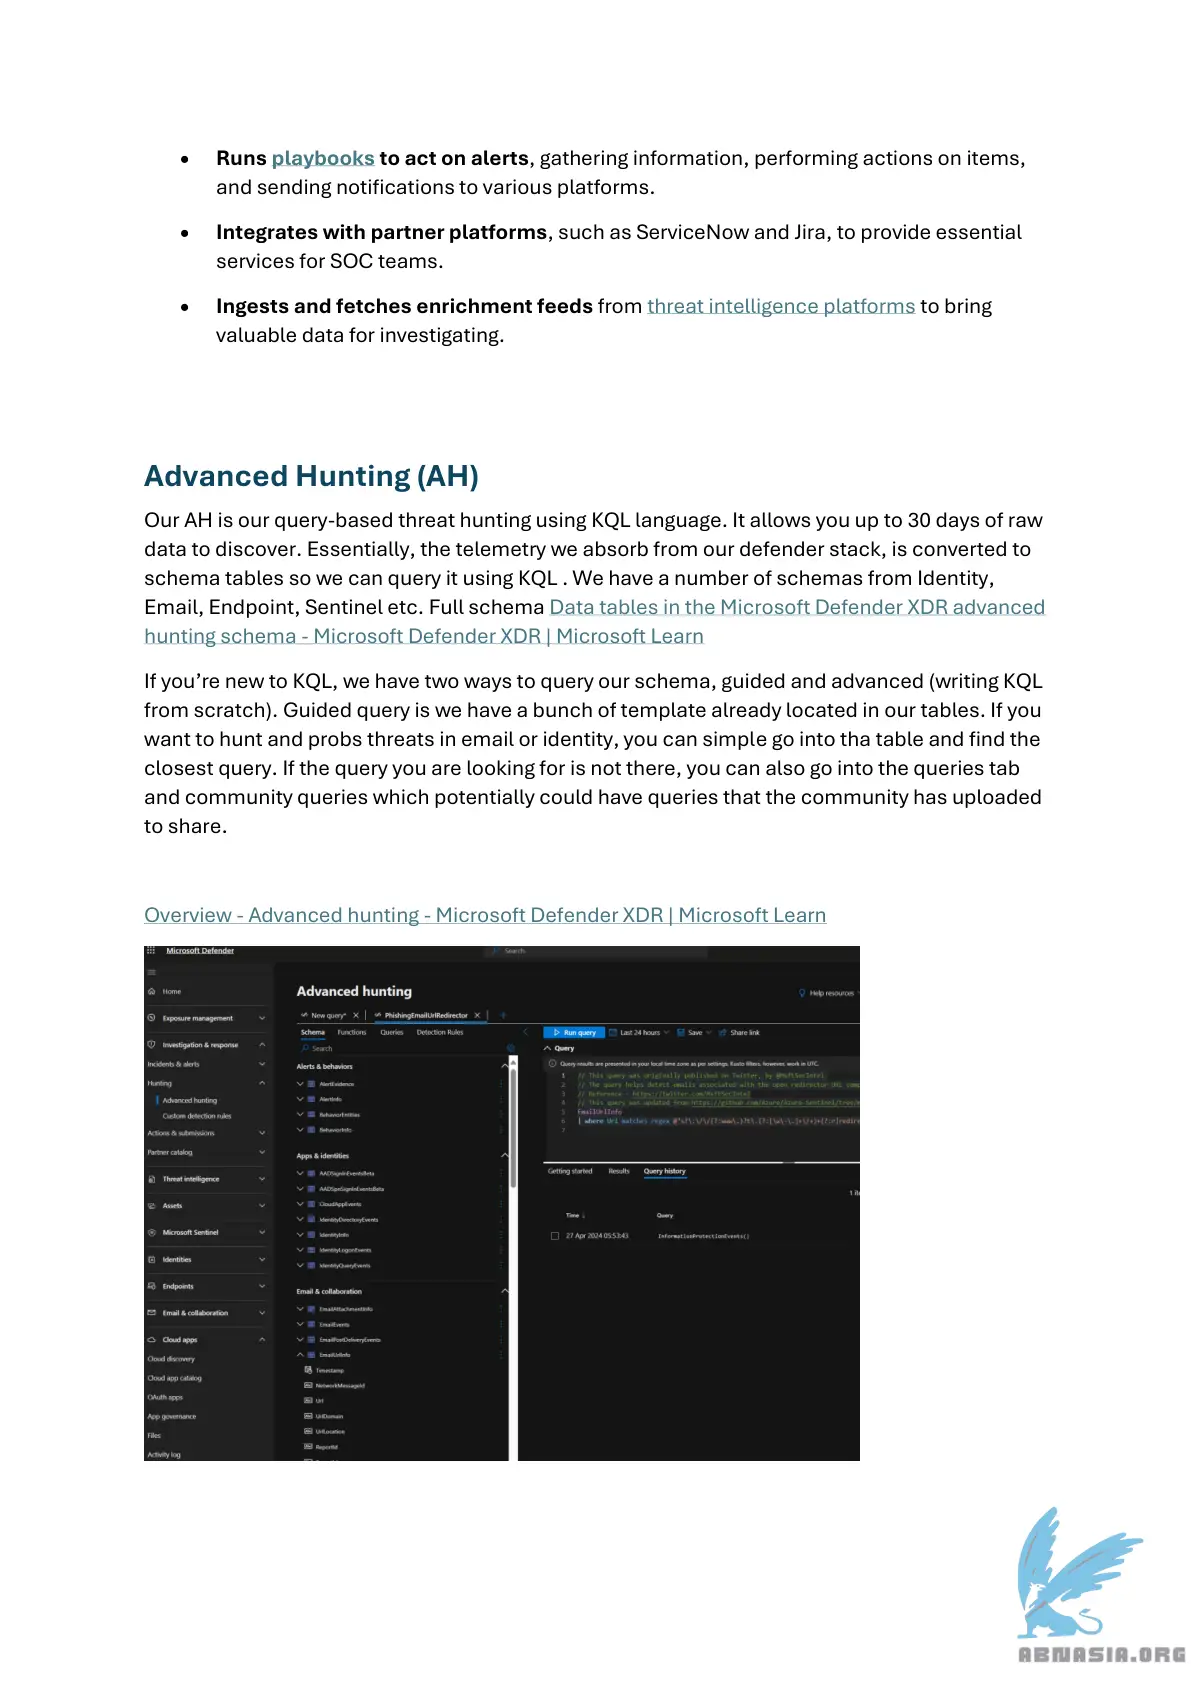 • Runs playbooks to act on alerts, gathering information, performing actions on items,
and sending notifications to various platforms.
• Integrates with partner platforms, such as ServiceNow and Jira, to provide essential
services for SOC teams.
• Ingests and fetches enrichment feeds from threat intelligence platforms to bring
valuable data for investigating.
Advanced Hunting (AH)
Our AH is our query-based threat hunting using KQL language. It allows you up to 30 days of raw
data to discover. Essentially, the telemetry we absorb from our defender stack, is converted to
schema tables so we can query it using KQL . We have a number of schemas from Identity,
Email, Endpoint, Sentinel etc. Full schema Data tables in the Microsoft Defender XDR advanced
hunting schema - Microsoft Defender XDR | Microsoft Learn
If you’re new to KQL, we have two ways to query our schema, guided and advanced (writing KQL
from scratch). Guided query is we have a bunch of template already located in our tables. If you
want to hunt and probs threats in email or identity, you can simple go into tha table and find the
closest query. If the query you are looking for is not there, you can also go into the queries tab
and community queries which potentially could have queries that the community has uploaded
to share.
Overview - Advanced hunting - Microsoft Defender XDR | Microsoft Learn
Microsoft Defender
Search
Home
Exposure management
Investigation & response
Incidents & alerts
Hunting
Advanced hunting
Custom detection rules
Actions & submissions
Partner catalog
Threat intelligence
Assets
Microsoft Sentinel
Identities
Endpoints
Email & collaboration
Cloud apps
Cloud discovery
Cloud app catalog
OAuth apps
App governance
Files
Activity log
Advanced hunting
Help resources
New query*
PhishingEmailUrlRedirector
Schema Functions Queries Detection Rules
Search
Alerts & behaviors
AlertEvidence
AlertInfo
BehaviorEntities
BehaviorInfo
Apps & identities
AADSignInEventsBeta
AADSpnSignInEventsBeta
CloudAppEvents
IdentityDirectoryEvents
IdentityInfo
IdentityLogonEvents
IdentityQueryEvents
Email & collaboration
EmailAttachmentInfo
EmailEvents
EmailPostDeliveryEvents
EmailUrlInfo
Timestamp
NetworkMessageId
Url
UrlDomain
UrlLocation
ReportId
Run query Last 24 hours Save Share link
Query
Query results are presented in your local time zone as per settings. Kusto filters, however, work in UTC.
1 // This query was originally published on Twitter, by @MsftSecIntel
2 // The query helps detect emails associated with the open redirector URL
3 // Reference - https://twitter.com/MsftSecIntel
4 // This query was updated from https://github.com/Azure/Azure-Sentinel/tree/
5 EmailUrlInfo
6 | where Url matches regex
7
Getting started Results Query history
Time Query
27 Apr 2024 05:53:43 InformationProtectionEvents()
ABNASIA.ORG